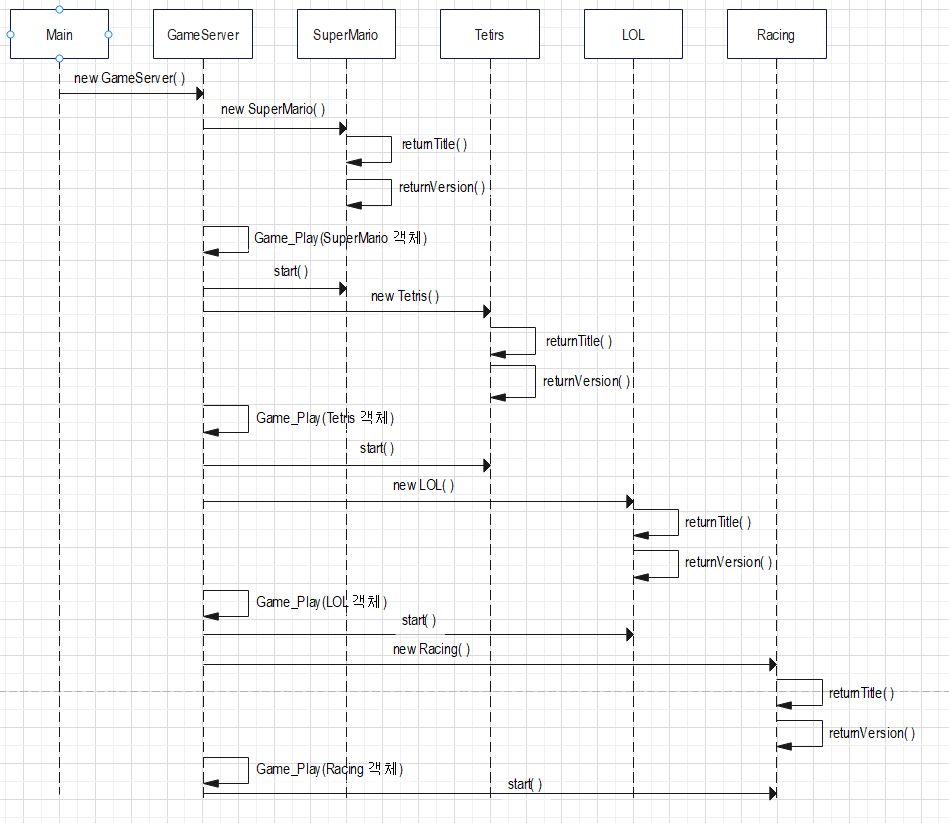 Main
GameServer
SuperMario
Tetirs
LOL
Racing
new GameServer( )
new SuperMario( )
returnTitle( )
returnVersion( )
Game_Play(SuperMario 객체)
start( )
new Tetris( )
returnTitle( )
returnVersion( )
Game_Play(Tetris 객체)
start( )
new LOL( )
returnTitle( )
returnVersion( )
Game_Play(LOL 객체)
start( )
new Racing( )
returnTitle( )
returnVersion( )
Game_Play(Racing 객체)
start( )